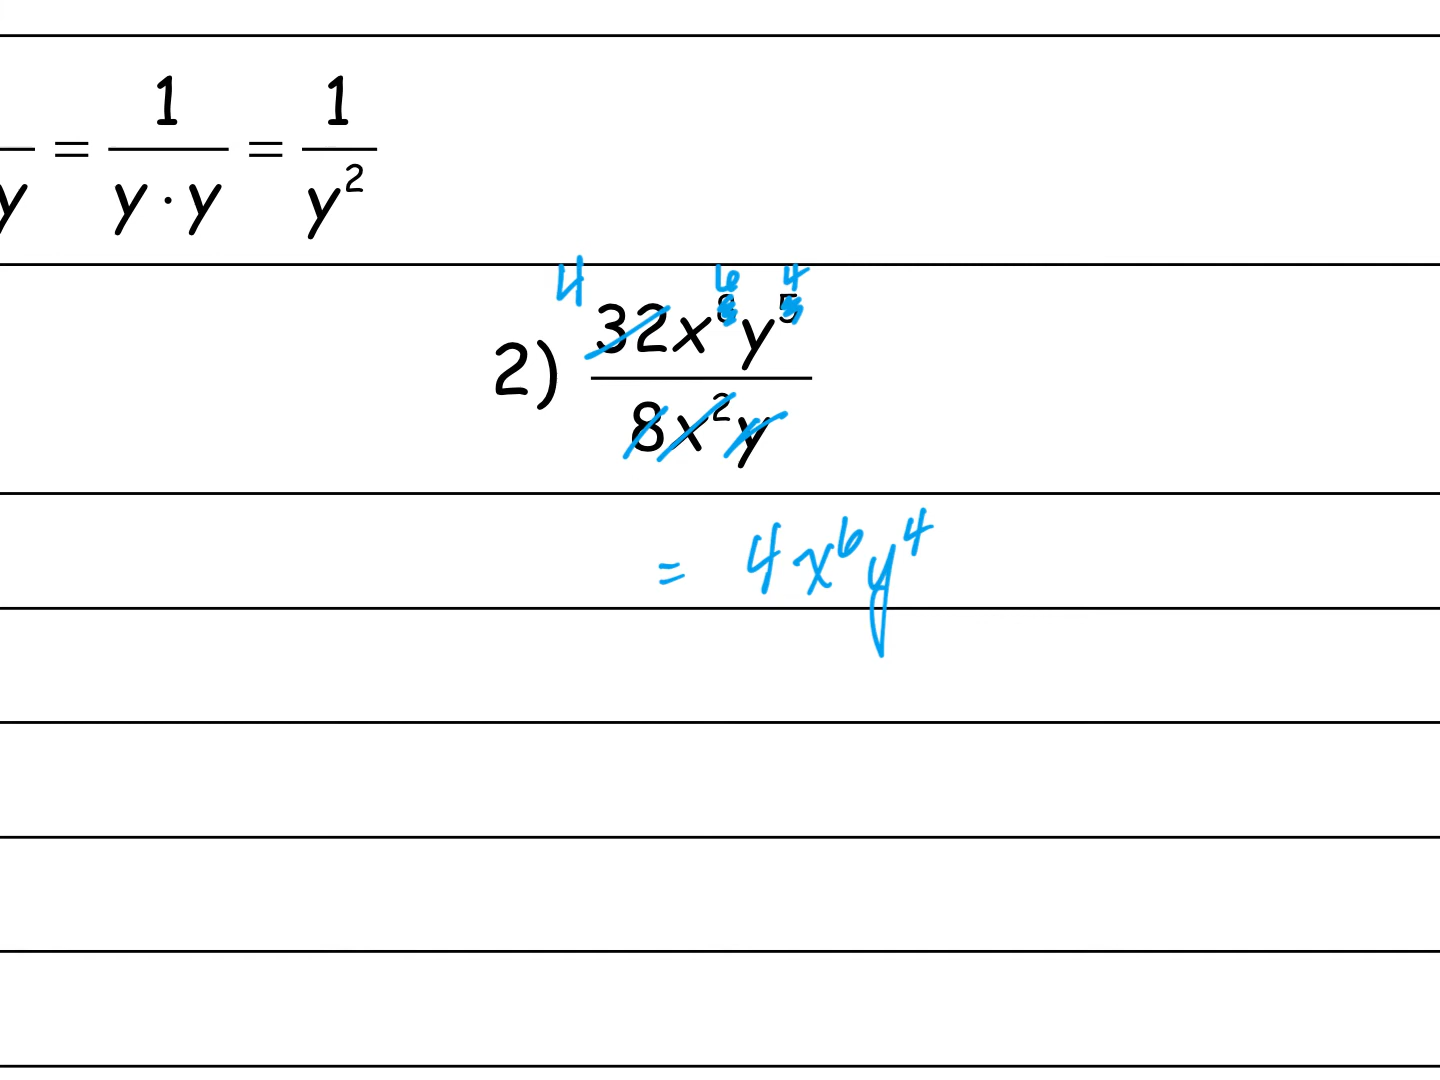 y = 1/(y · y) = 1/y²
2) 32x⁸y⁵/8x²y
4 6 4
= 4x⁶y⁴